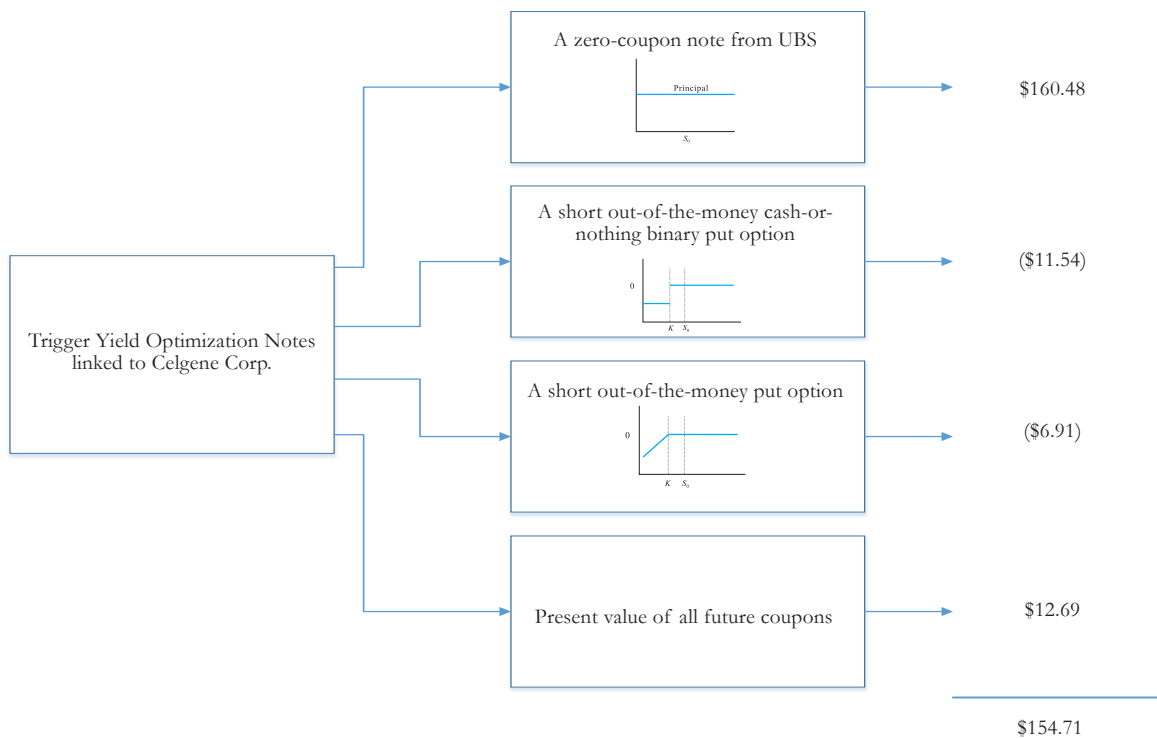 A zero-coupon note from UBS
Principal
S₀
$160.48
A short out-of-the-money cash-or-
nothing binary put option
0
K
S₀
($11.54)
Trigger Yield Optimization Notes
linked to Celgene Corp.
A short out-of-the-money put option
0
K
S₀
($6.91)
Present value of all future coupons
$12.69
$154.71